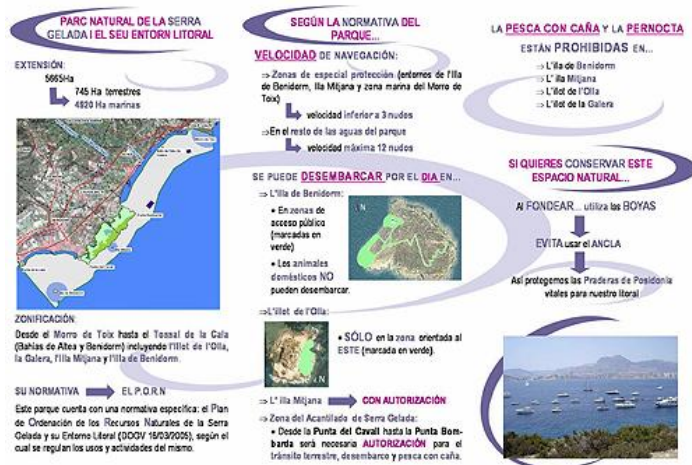 PARC NATURAL DE LA SERRA
GELADA I EL SEU ENTORN LITORAL
EXTENSIÓN:
5665Ha
745 Ha terrestres
4920 Ha marinas
ZONIFICACIÓN:
Desde el Morro de Toix hasta el Tossal de la Cala
(Bahías de Altea y Benidorm) incluyendo l'Illot de l'Olla,
la Galera, l'Illa Mitjana y l'Illa de Benidorm.
SU NORMATIVA
EL P.O.R.N
Este parque cuenta con una normativa específica: el Plan
de Ordenación de los Recursos Naturales de la Serra
Gelada y su Entorno Litoral (DOGV 16/03/2005), según el
cual se regulan los usos y actividades del mismo.
SEGÚN LA NORMATIVA DEL
PARQUE...
VELOCIDAD DE NAVEGACIÓN:
⇒ Zonas de especial protección (entornos de l'Illa
de Benidorm, Illa Mitjana y zona marina del Morro de
Toix)
velocidad inferior a 3 nudos
⇒ En el resto de las aguas del parque
velocidad máxima 12 nudos
SE PUEDE DESEMBARCAR POR EL DIA EN...
⇒ L'Illa de Benidorm:
• En zonas de
acceso público
(marcadas en
verde)
• Los animales
domésticos NO
pueden desembarcar.
⇒ L'illot de l'Olla:
• SÓLO en la zona orientada al
ESTE (marcada en verde).
⇒ L' illa Mitjana
CON AUTORIZACIÓN
⇒ Zona del Acantilado de Serra Gelada:
• Desde la Punta del Cavall hasta la Punta Bom-
barda será necesaria AUTORIZACIÓN para el
tránsito terrestre, desembarco y pesca con caña.
LA PESCA CON CAÑA Y LA PERNOCTA
ESTÁN PROHIBIDAS EN...
⇒ L'illa de Benidorm
⇒ L' illa Mitjana
⇒ L'illot de l'Olla
⇒ L'illot de la Galera
SI QUIERES CONSERVAR ESTE
ESPACIO NATURAL...
Al FONDEAR... utiliza las BOYAS
EVITA usar el ANCLA
Así protegemos las Praderas de Posidonia
vitales para nuestro litoral